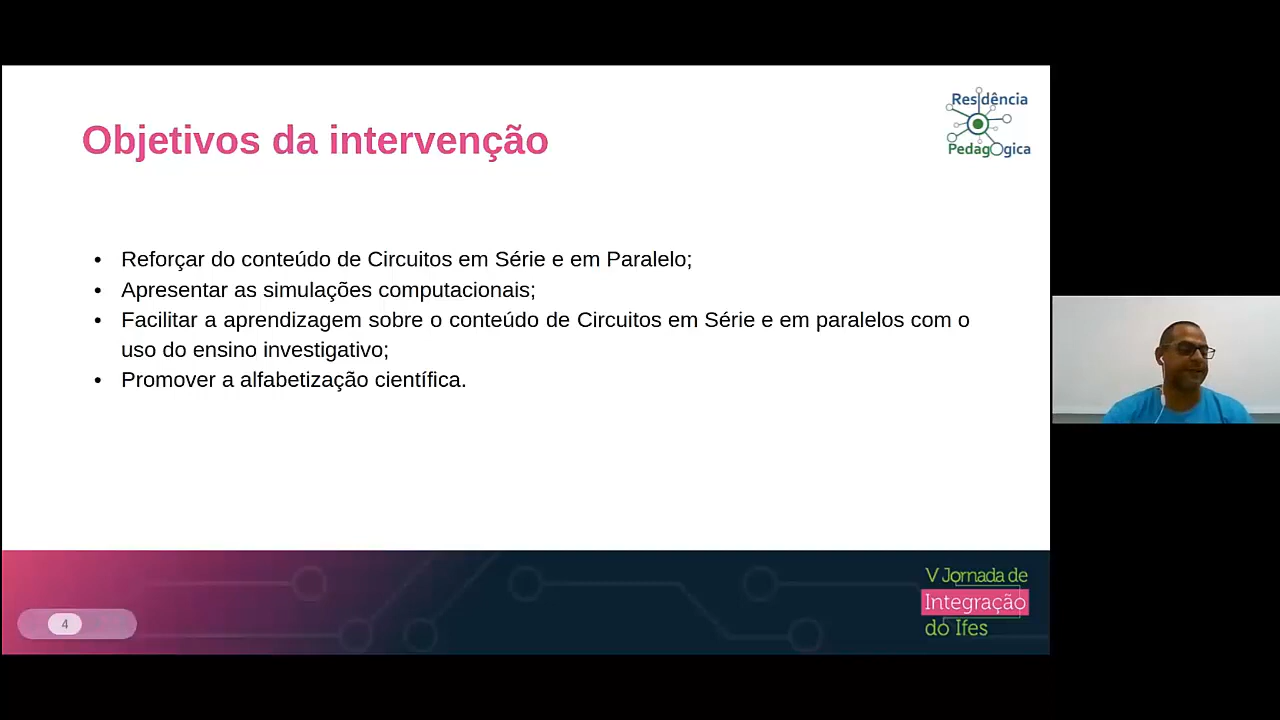 Objetivos da intervenção
Residência
PedagOgica
• Reforçar do conteúdo de Circuitos em Série e em Paralelo;
• Apresentar as simulações computacionais;
• Facilitar a aprendizagem sobre o conteúdo de Circuitos em Série e em paralelos com o
uso do ensino investigativo;
• Promover a alfabetização científica.
4
V Jornada de
Integração
do Ifes